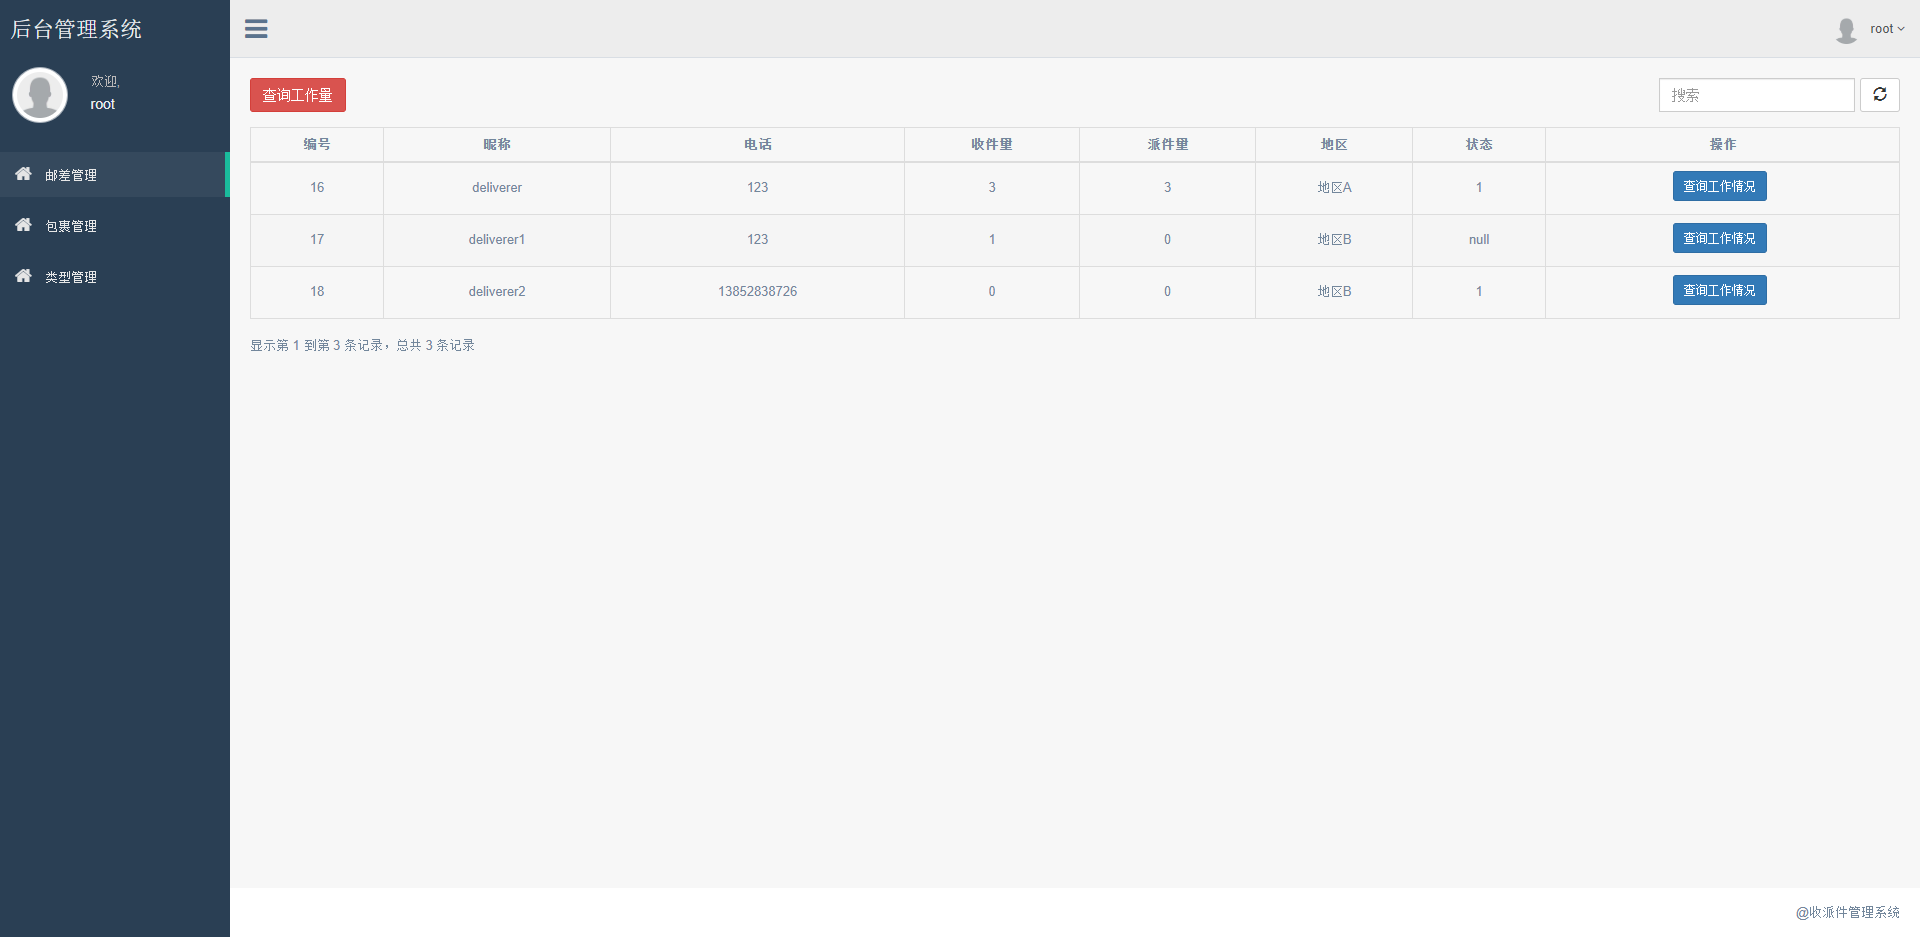 后台管理系统
欢迎,
root
邮差管理
包裹管理
类型管理
root
查询工作量
搜索
编号 昵称 电话 收件量 派件量 地区 状态 操作
16 deliverer 123 3 3 地区A 1 查询工作情况
17 deliverer1 123 1 0 地区B null 查询工作情况
18 deliverer2 13852838726 0 0 地区B 1 查询工作情况
显示第 1 到第 3 条记录，总共 3 条记录
@收派件管理系统